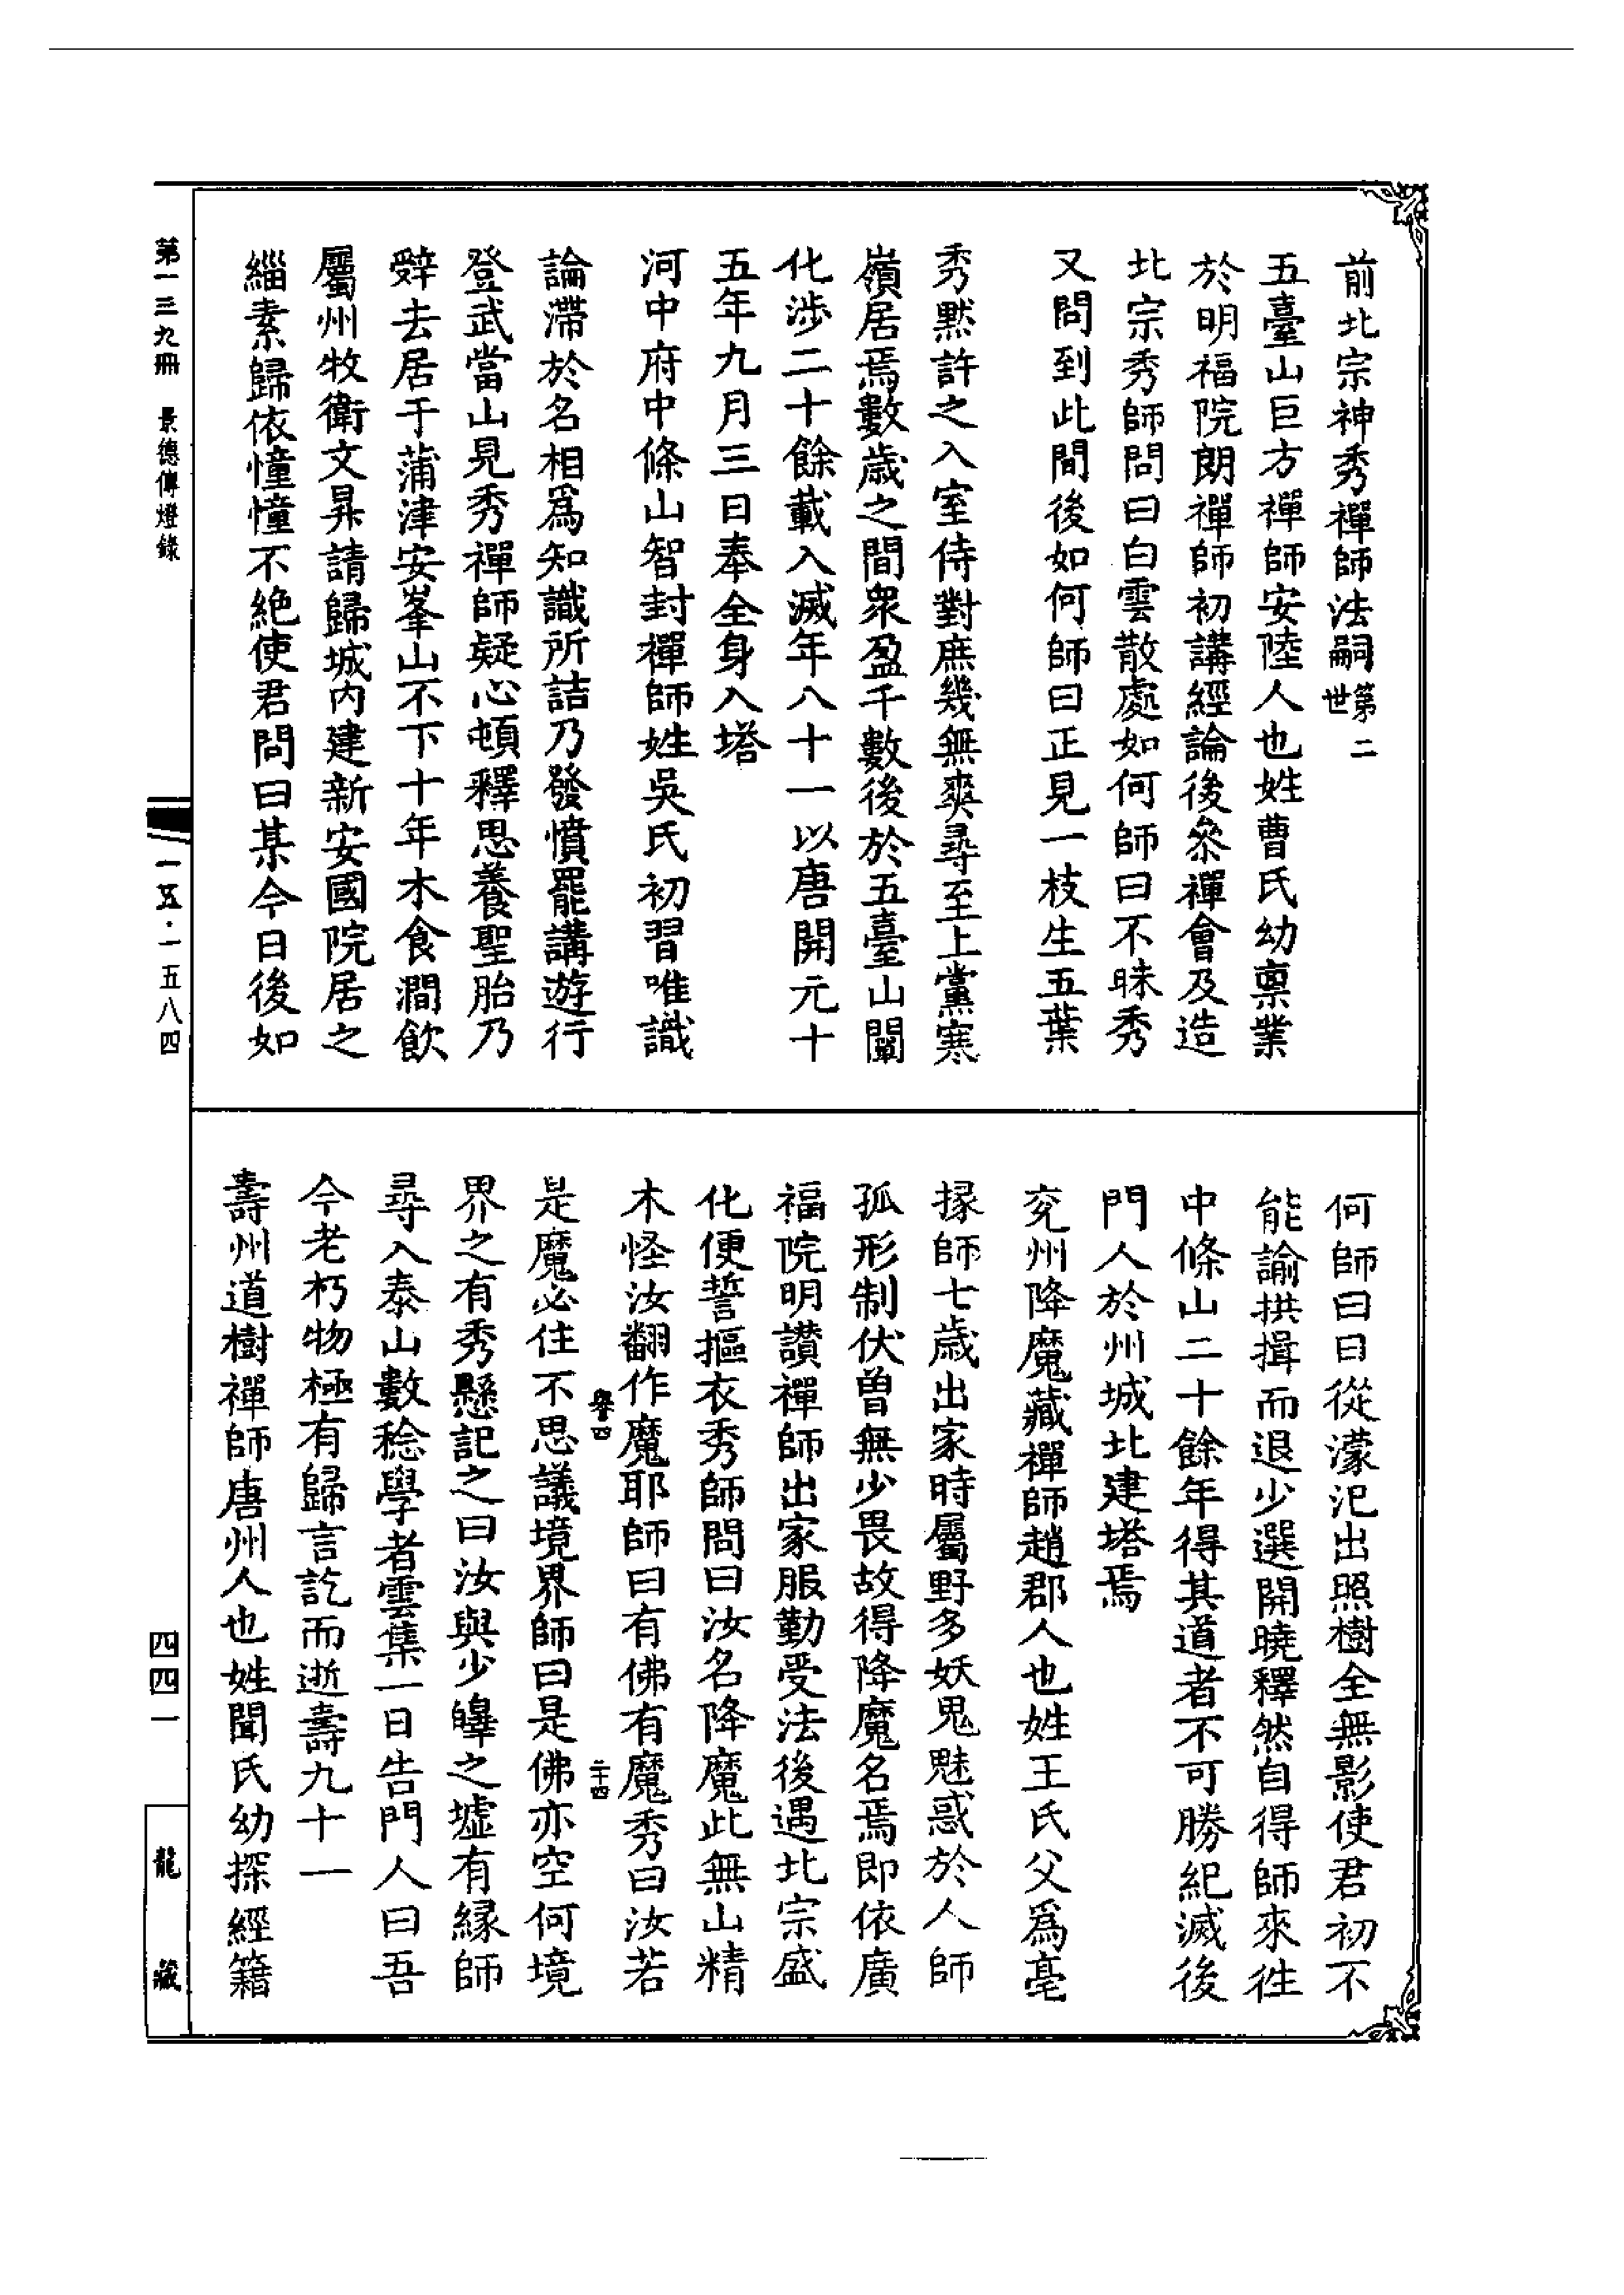 前北宗神秀禪師法嗣第二世
五臺山巨方禪師安陸人也姓曹氏幼禀業
於明福院朗禪師初講經論後叅禪會及造
北宗秀師問曰白雲散處如何師曰不昧秀
又問到此間後如何師曰正見一枝生五葉
秀黙許之入室侍對庶幾無爽尋至上黨寒
嶺居焉數歲之間衆盈千數後於五臺山闡
化涉二十餘載入滅年八十一以唐開元十
五年九月三日奉全身入塔
河中府中條山智封禪師姓吳氏初習唯識
論滯於名相爲知識所詰乃發憤罷講遊行
登武當山見秀禪師疑心頓釋思養聖胎乃
辤去居于蒲津安峯山不下十年木食澗飲
屬州牧衛文昇請歸城內建新安國院居之
緇素歸依憧憧不絶使君問曰某今日後如
何師曰日從濛汜出照樹全無影使君初不
能諭拱揖而退少選開曉釋然自得師來往
中條山二十餘年得其道者不可勝紀滅後
門人於州城北建塔焉
兖州降魔藏禪師趙郡人也姓王氏父爲亳
掾師七歲出家時屬野多妖鬼魅惑於人師
孤形制伏曾無少畏故得降魔名焉即依廣
福院明讚禪師出家服勤受法後遇北宗盛
化便誓摳衣秀師問曰汝名降魔此無山精
木怪汝翻作魔耶師曰有佛有魔秀曰汝若
是魔必住不思議境界師曰是佛亦空何境
界之有秀懸記之曰汝與少皥之墟有緣師
尋入泰山數稔學者雲集一日告門人曰吾
今老朽物極有歸言訖而逝壽九十一
壽州道樹禪師唐州人也姓聞氏幼探經籍
二十四
第一三九冊 景德傳燈錄
一五·一五八四
四四一
龍藏